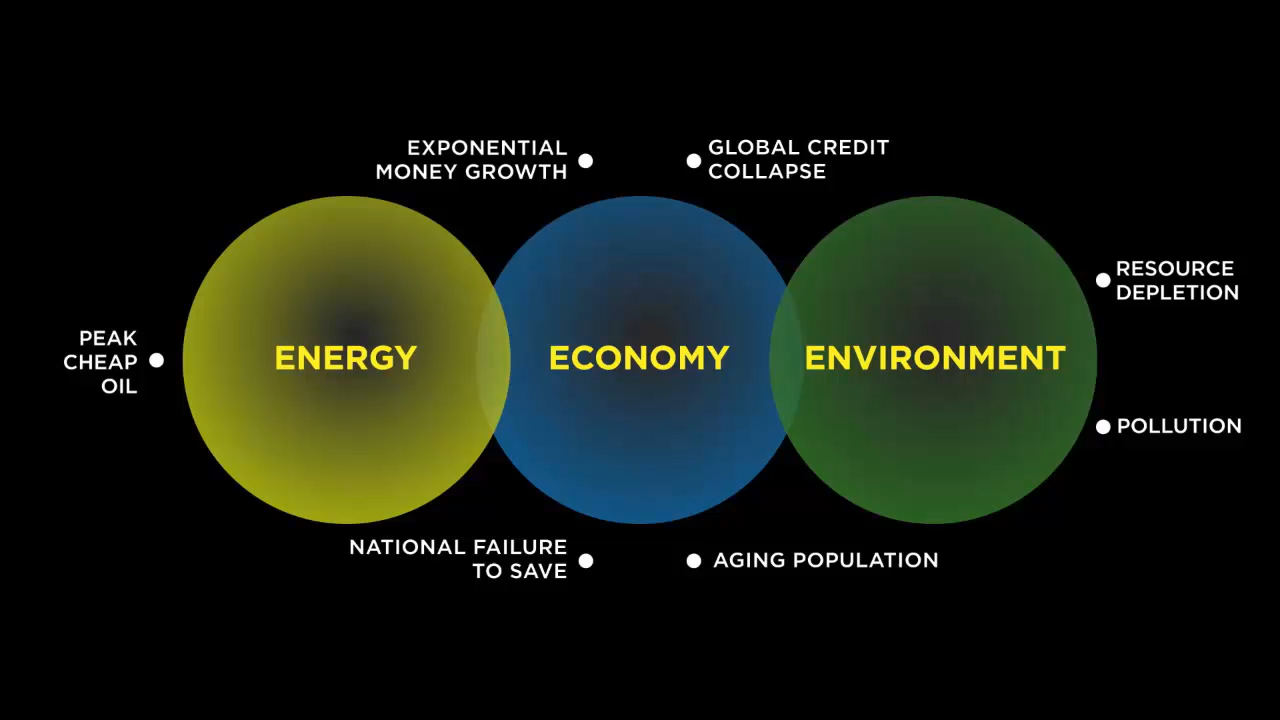 EXPONENTIAL
MONEY GROWTH
GLOBAL CREDIT
COLLAPSE
PEAK
CHEAP
OIL
ENERGY
ECONOMY
ENVIRONMENT
RESOURCE
DEPLETION
POLLUTION
NATIONAL FAILURE
TO SAVE
AGING POPULATION